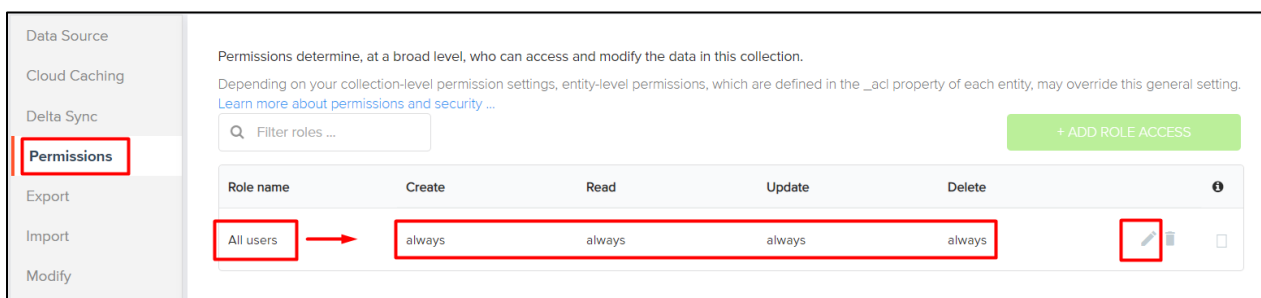 Data Source
Cloud Caching
Delta Sync
Permissions
Export
Import
Modify
Permissions determine, at a broad level, who can access and modify the data in this collection.
Depending on your collection-level permission settings, entity-level permissions, which are defined in the _acl property of each entity, may override this general setting.
Learn more about permissions and security ...
Filter roles ...
+ ADD ROLE ACCESS
Role name Create Read Update Delete
All users always always always always